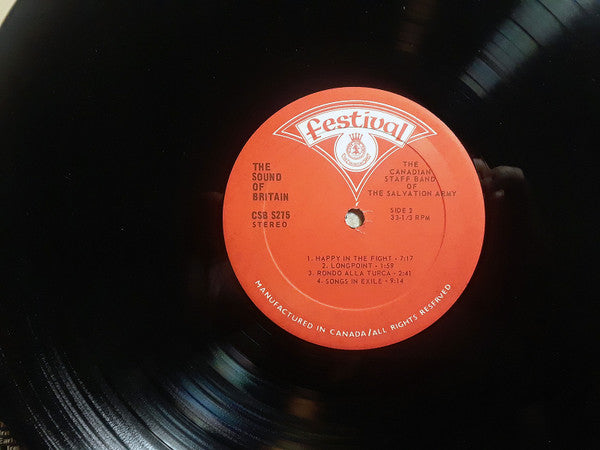 festival
THE
SOUND
OF
BRITAIN
CSB S275
STEREO
THE
CANADIAN
STAFF BAND
OF
THE SALVATION ARMY
SIDE 2
33-1/3 RPM
1. HAPPY IN THE FIGHT - 7:17
2. LONGPOINT - 1:59
3. RONDO ALLA TURCA - 2:41
4. SONGS IN EXILE - 9:14
MANUFACTURED IN CANADA/ALL RIGHTS RESERVED